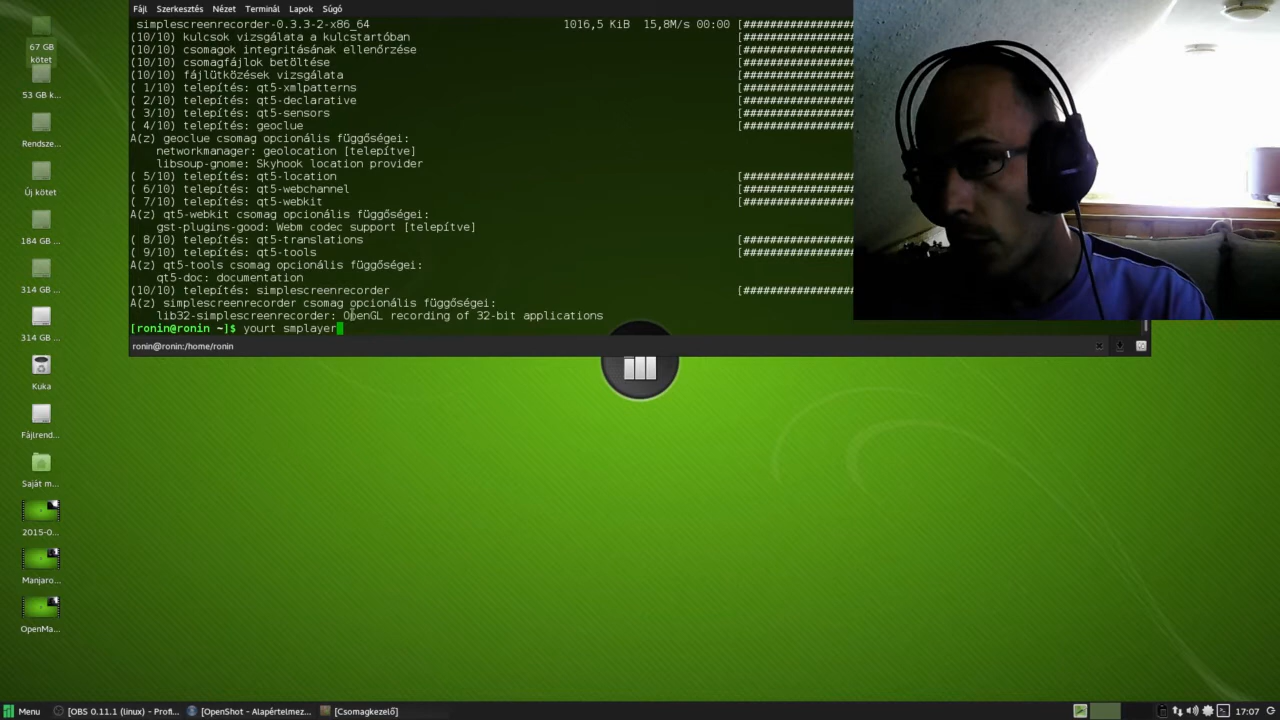 Fájl Szerkesztés Nézet Terminál Lapok Súgó
simplescreenrecorder-0.3.3-2-x86_64 1016,5 KiB 15,8M/s 00:00 [################
(10/10) kulcsok vizsgálata a kulcstartóban [################
(10/10) csomagok integritásának ellenőrzése [################
(10/10) csomagfájlok betöltése [################
(10/10) fájlütközések vizsgálata [################
( 1/10) telepítés: qt5-xmlpatterns [################
( 2/10) telepítés: qt5-declarative [################
( 3/10) telepítés: qt5-sensors [################
( 4/10) telepítés: geoclue [################
A(z) geoclue csomag opcionális függőségei:
networkmanager: geolocation [telepítve]
libsoup-gnome: Skyhook location provider
( 5/10) telepítés: qt5-location [################
( 6/10) telepítés: qt5-webchannel [################
( 7/10) telepítés: qt5-webkit [################
A(z) qt5-webkit csomag opcionális függőségei:
gst-plugins-good: Webm codec support [telepítve]
( 8/10) telepítés: qt5-translations [################
( 9/10) telepítés: qt5-tools [################
A(z) qt5-tools csomag opcionális függőségei:
qt5-doc: documentation
(10/10) telepítés: simplescreenrecorder [################
A(z) simplescreenrecorder csomag opcionális függőségei:
lib32-simplescreenrecorder: OpenGL recording of 32-bit applications
[ronin@ronin ~]$ yourt smplayer
ronin@ronin:/home/ronin
67 GB
kötet
53 GB k...
Rendsze...
Új kötet
184 GB ...
314 GB ...
314 GB ...
Kuka
Fájlrend...
Saját m...
2015-0...
Manjaro...
OpenMa...
Menu [OBS 0.11.1 (linux) - Profi... [OpenShot - Alapértelmez... [Csomagkezelő] 17:07